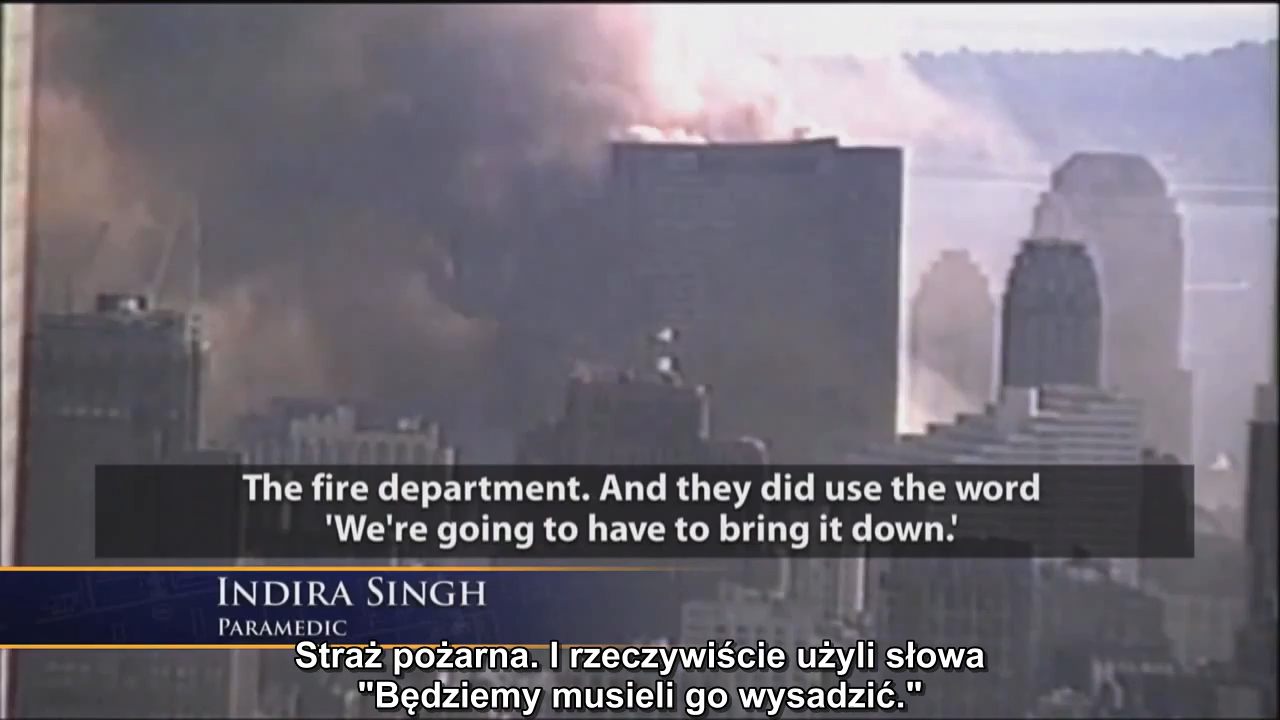 The fire department. And they did use the word
'We're going to have to bring it down.'
INDIRA SINGH
PARAMEDIC
Straż pożarna. I rzeczywiście użyli słowa
"Będziemy musieli go wysadzić."